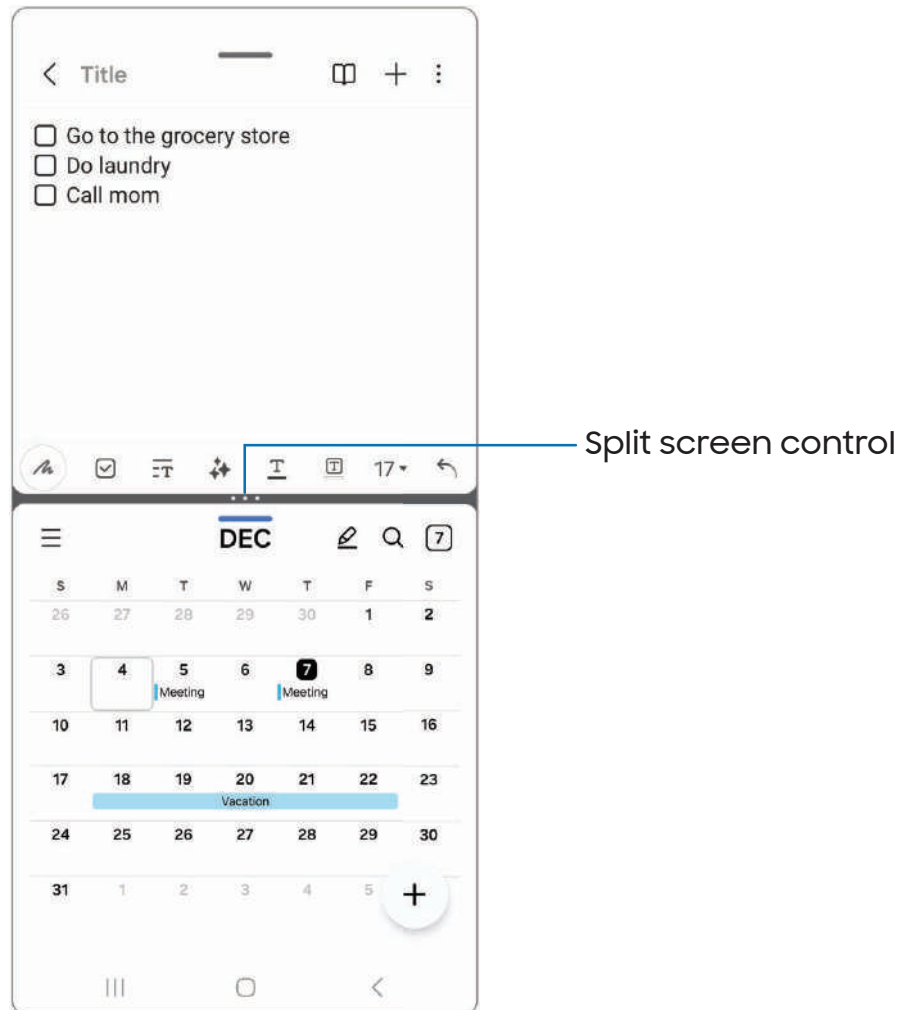 Title
Go to the grocery store
Do laundry
Call mom
Split screen control
T T T 17
DEC 7
S M T W T F S
26 27 28 29 30 1 2
3 4 5 6 7 8 9
Meeting Meeting
10 11 12 13 14 15 16
17 18 19 20 21 22 23
Vacation
24 25 26 27 28 29 30
31 1 2 3 4 5